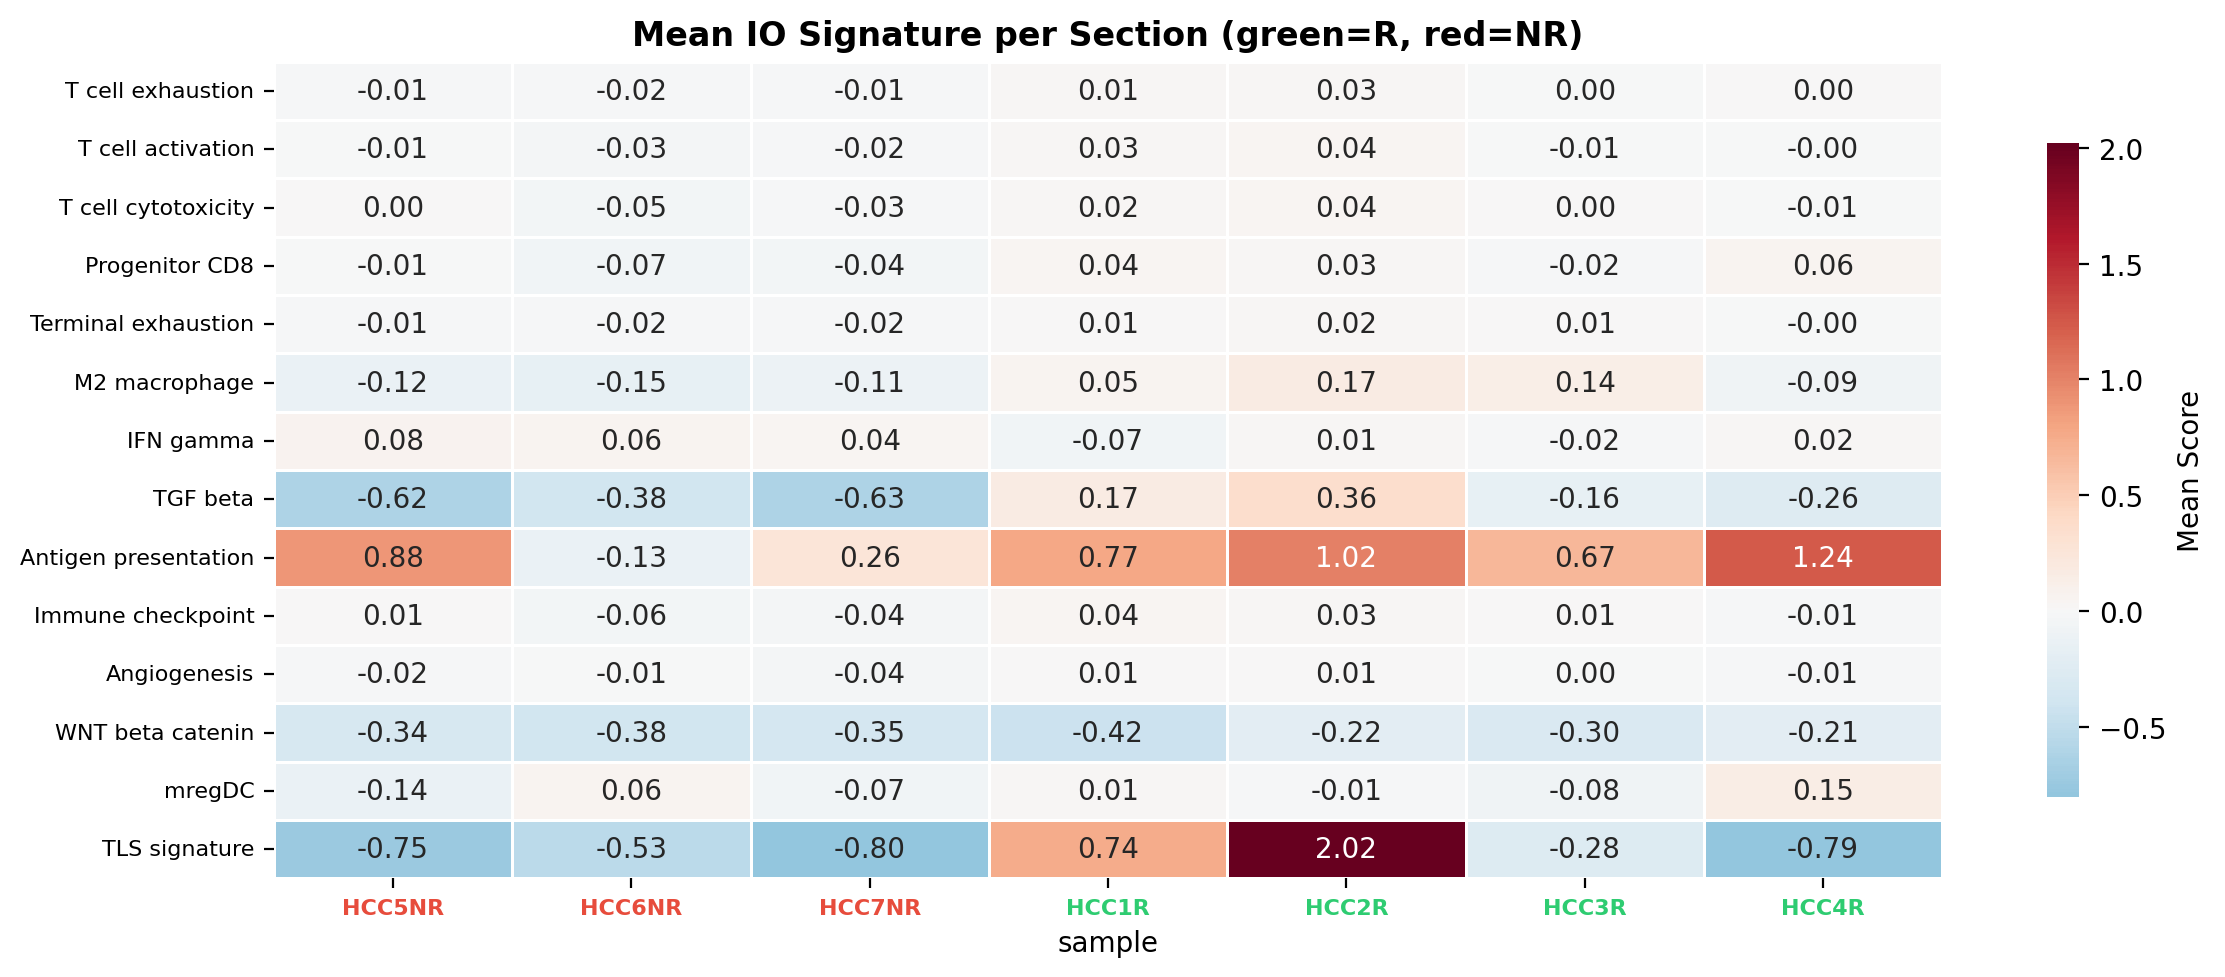 Mean IO Signature per Section (green=R, red=NR)
T cell exhaustion -0.01 -0.02 -0.01 0.01 0.03 0.00 0.00
T cell activation -0.01 -0.03 -0.02 0.03 0.04 -0.01 -0.00
T cell cytotoxicity 0.00 -0.05 -0.03 0.02 0.04 0.00 -0.01
Progenitor CD8 -0.01 -0.07 -0.04 0.04 0.03 -0.02 0.06
Terminal exhaustion -0.01 -0.02 -0.02 0.01 0.02 0.01 -0.00
M2 macrophage -0.12 -0.15 -0.11 0.05 0.17 0.14 -0.09
IFN gamma 0.08 0.06 0.04 -0.07 0.01 -0.02 0.02
TGF beta -0.62 -0.38 -0.63 0.17 0.36 -0.16 -0.26
Antigen presentation 0.88 -0.13 0.26 0.77 1.02 0.67 1.24
Immune checkpoint 0.01 -0.06 -0.04 0.04 0.03 0.01 -0.01
Angiogenesis -0.02 -0.01 -0.04 0.01 0.01 0.00 -0.01
WNT beta catenin -0.34 -0.38 -0.35 -0.42 -0.22 -0.30 -0.21
mregDC -0.14 0.06 -0.07 0.01 -0.01 -0.08 0.15
TLS signature -0.75 -0.53 -0.80 0.74 2.02 -0.28 -0.79
HCC5NR HCC6NR HCC7NR HCC1R HCC2R HCC3R HCC4R
sample
2.0
1.5
1.0
0.5
0.0
−0.5
Mean Score